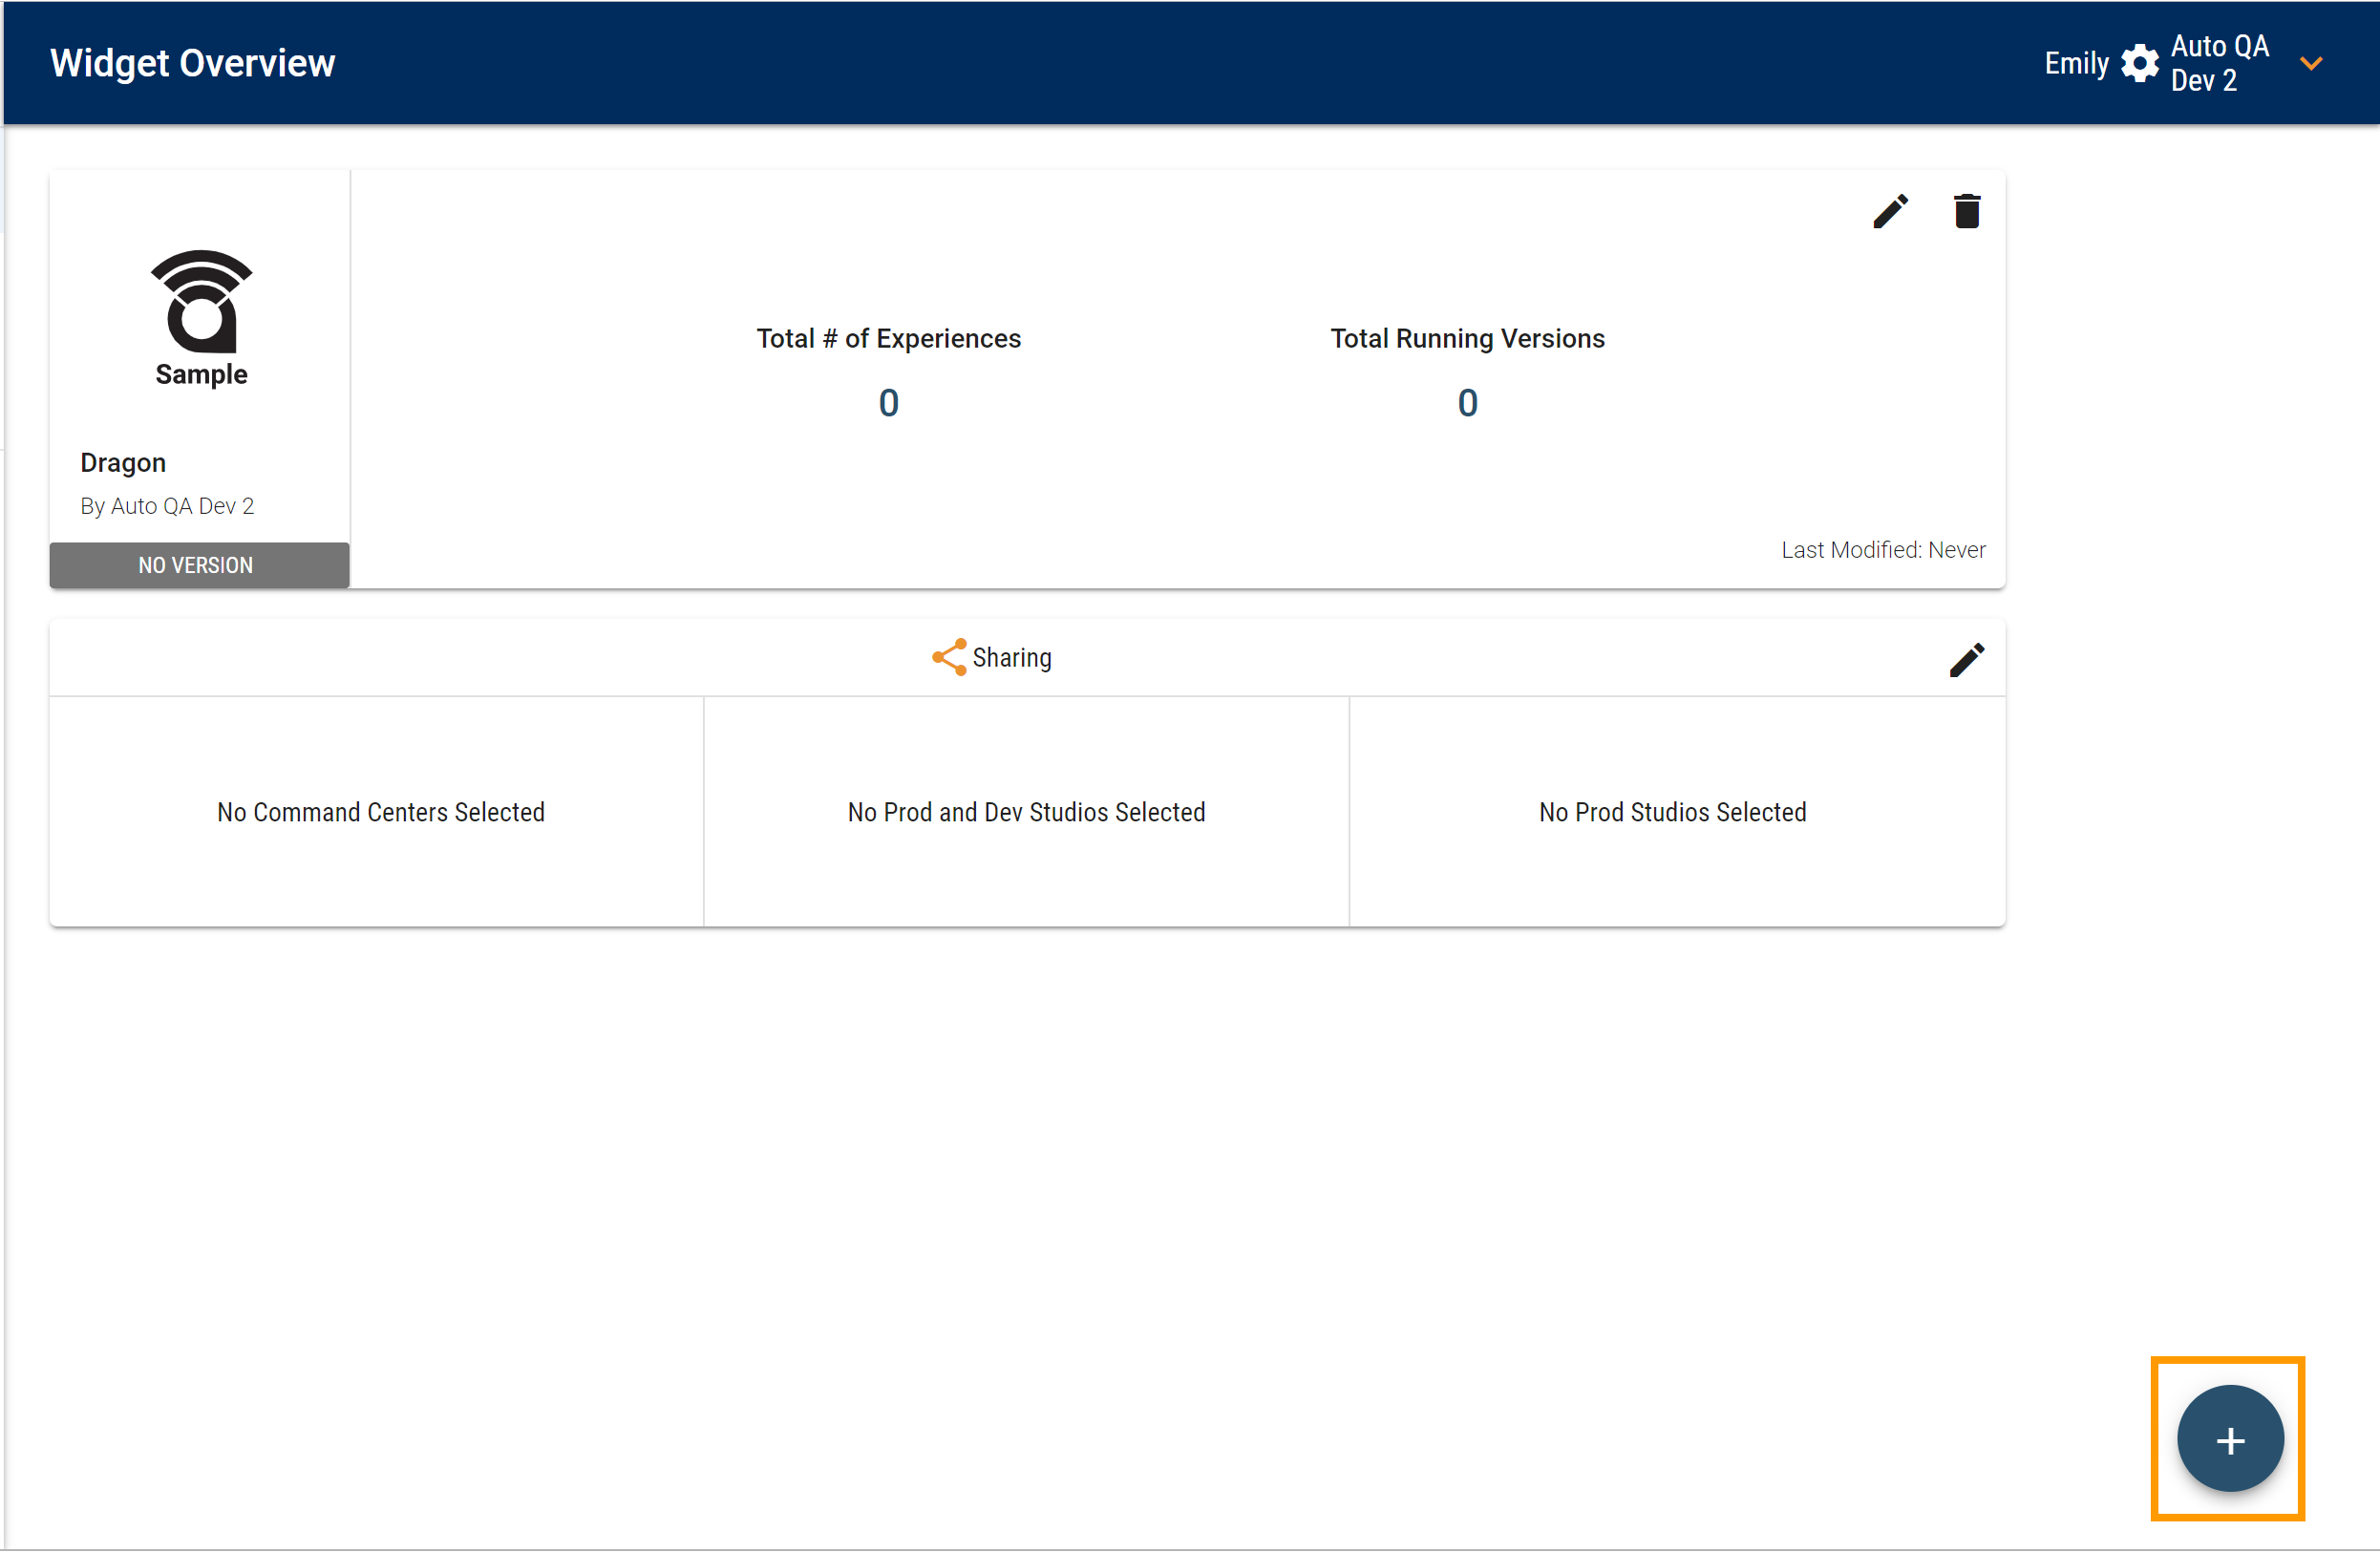 Widget Overview
Emily
Auto QA
Dev 2
Sample
Dragon
By Auto QA Dev 2
NO VERSION
Total # of Experiences
0
Total Running Versions
0
Last Modified: Never
Sharing
No Command Centers Selected
No Prod and Dev Studios Selected
No Prod Studios Selected
+